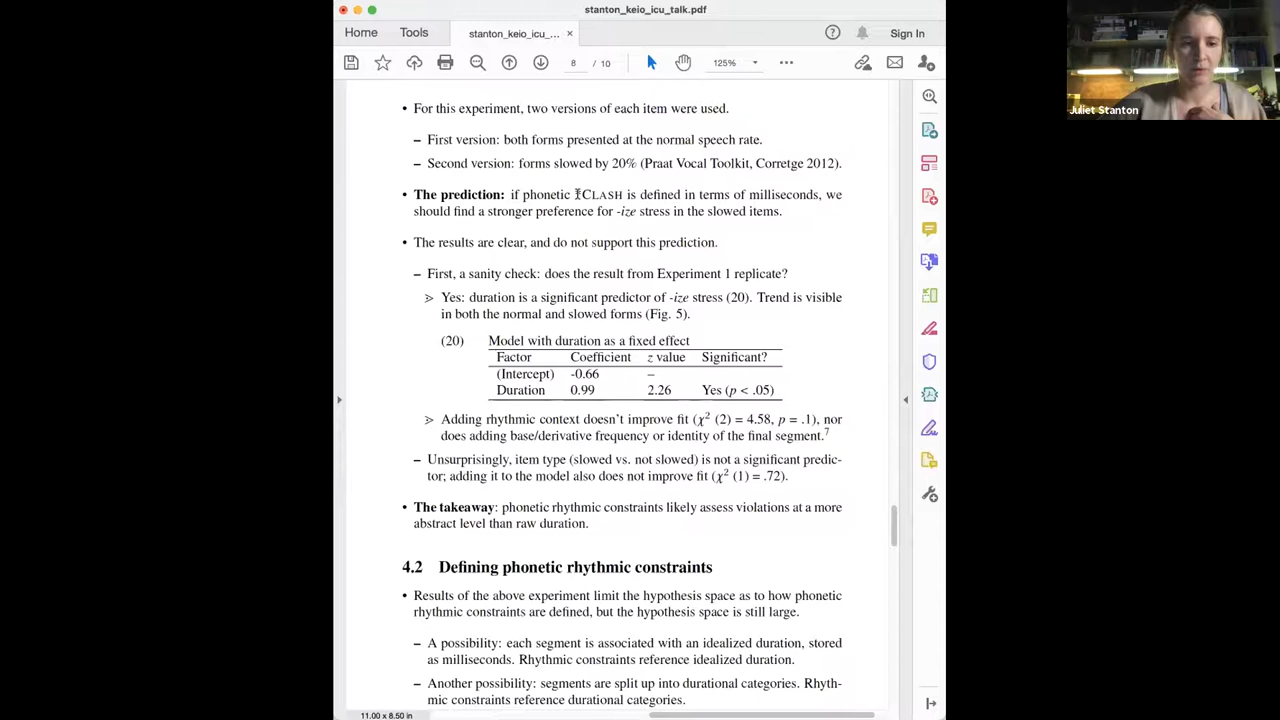 stanton_keio_icu_talk.pdf
Home
Tools
stanton_keio_icu_...
Sign In
8 / 10
125%
Juliet Stanton
• For this experiment, two versions of each item were used.
– First version: both forms presented at the normal speech rate.
– Second version: forms slowed by 20% (Praat Vocal Toolkit, Corretge 2012).
• The prediction: if phonetic *CLASH is defined in terms of milliseconds, we
should find a stronger preference for -ize stress in the slowed items.
• The results are clear, and do not support this prediction.
– First, a sanity check: does the result from Experiment 1 replicate?
➢ Yes: duration is a significant predictor of -ize stress (20). Trend is visible
in both the normal and slowed forms (Fig. 5).
(20) Model with duration as a fixed effect
Factor Coefficient z value Significant?
(Intercept) -0.66 –
Duration 0.99 2.26 Yes (p < .05)
➢ Adding rhythmic context doesn't improve fit (χ² (2) = 4.58, p = .1), nor
does adding base/derivative frequency or identity of the final segment.⁷
– Unsurprisingly, item type (slowed vs. not slowed) is not a significant predic-
tor; adding it to the model also does not improve fit (χ² (1) = .72).
• The takeaway: phonetic rhythmic constraints likely assess violations at a more
abstract level than raw duration.
4.2 Defining phonetic rhythmic constraints
• Results of the above experiment limit the hypothesis space as to how phonetic
rhythmic constraints are defined, but the hypothesis space is still large.
– A possibility: each segment is associated with an idealized duration, stored
as milliseconds. Rhythmic constraints reference idealized duration.
– Another possibility: segments are split up into durational categories. Rhyth-
mic constraints reference durational categories.
11.00 x 8.50 in